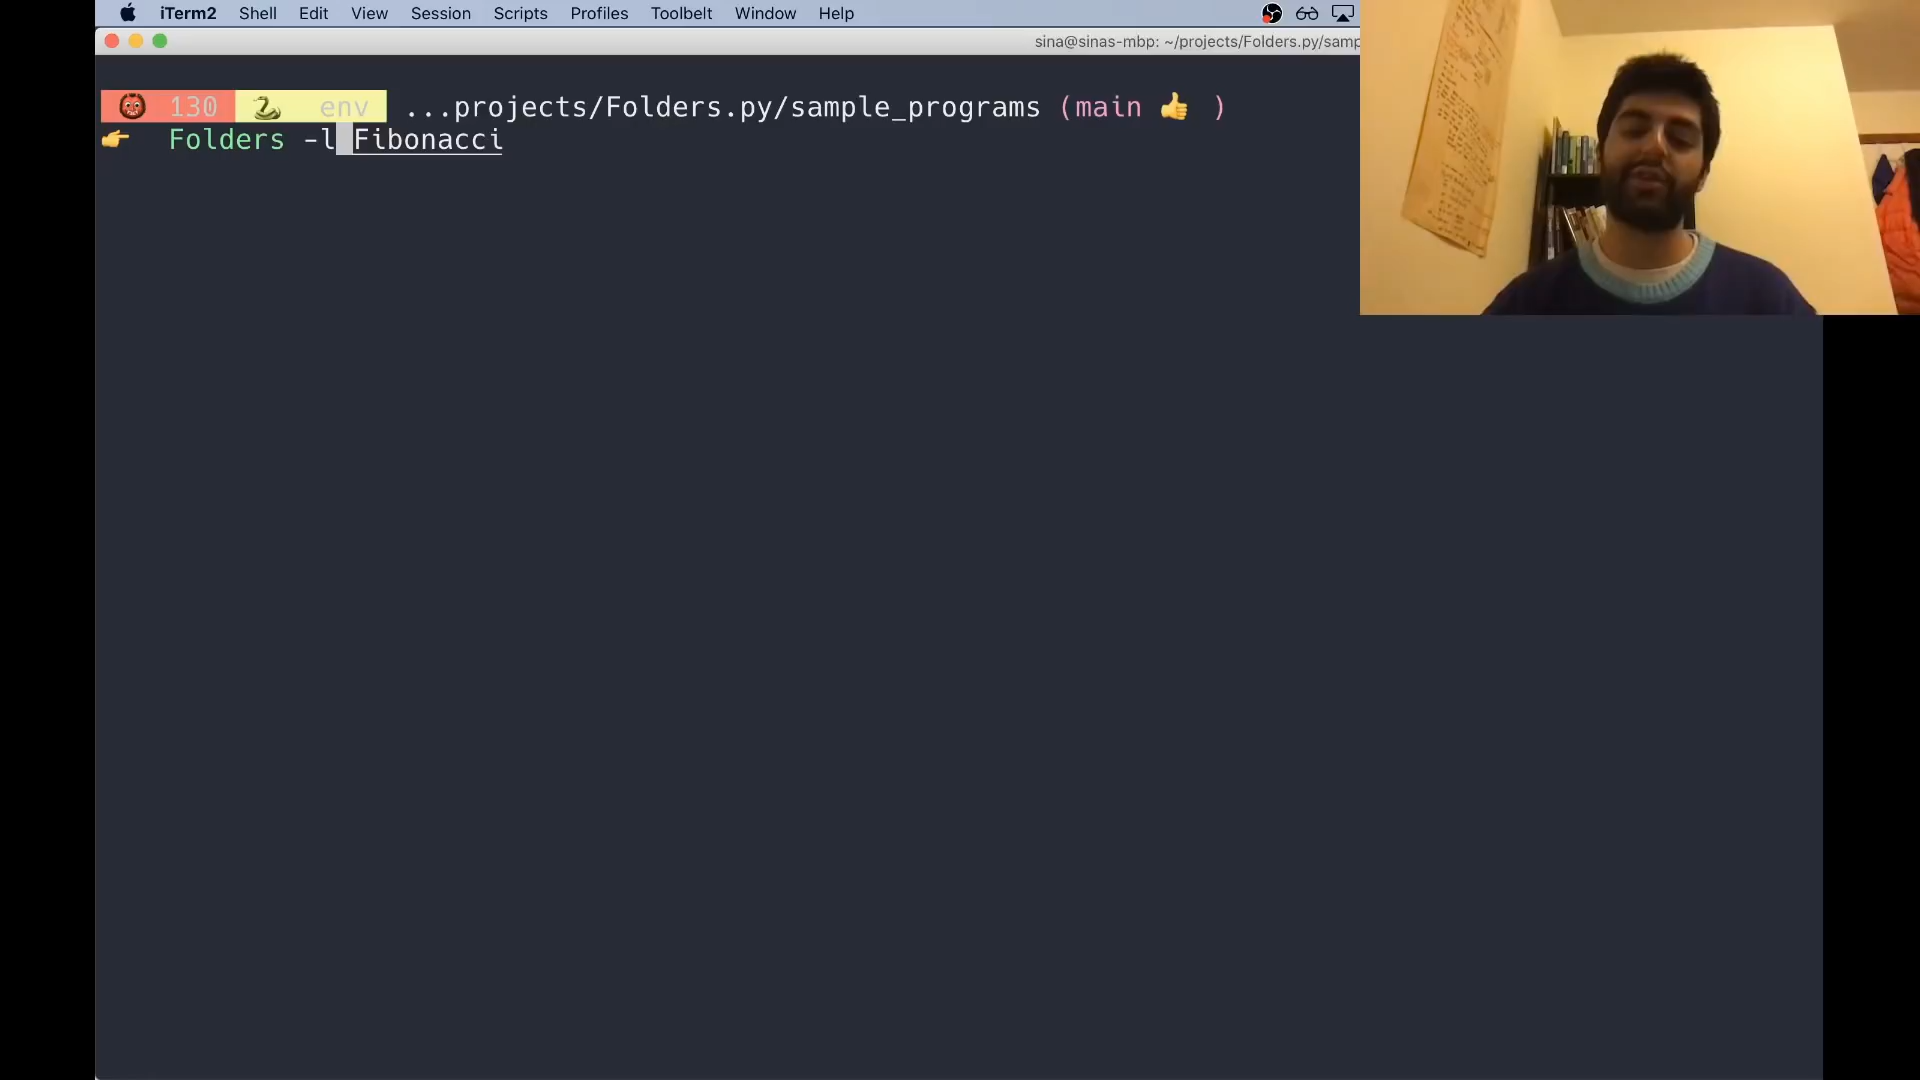 iTerm2 Shell Edit View Session Scripts Profiles Toolbelt Window Help
sina@sinas-mbp: ~/projects/Folders.py/samp
130 env ...projects/Folders.py/sample_programs (main 👍 )
👉 Folders -l Fibonacci